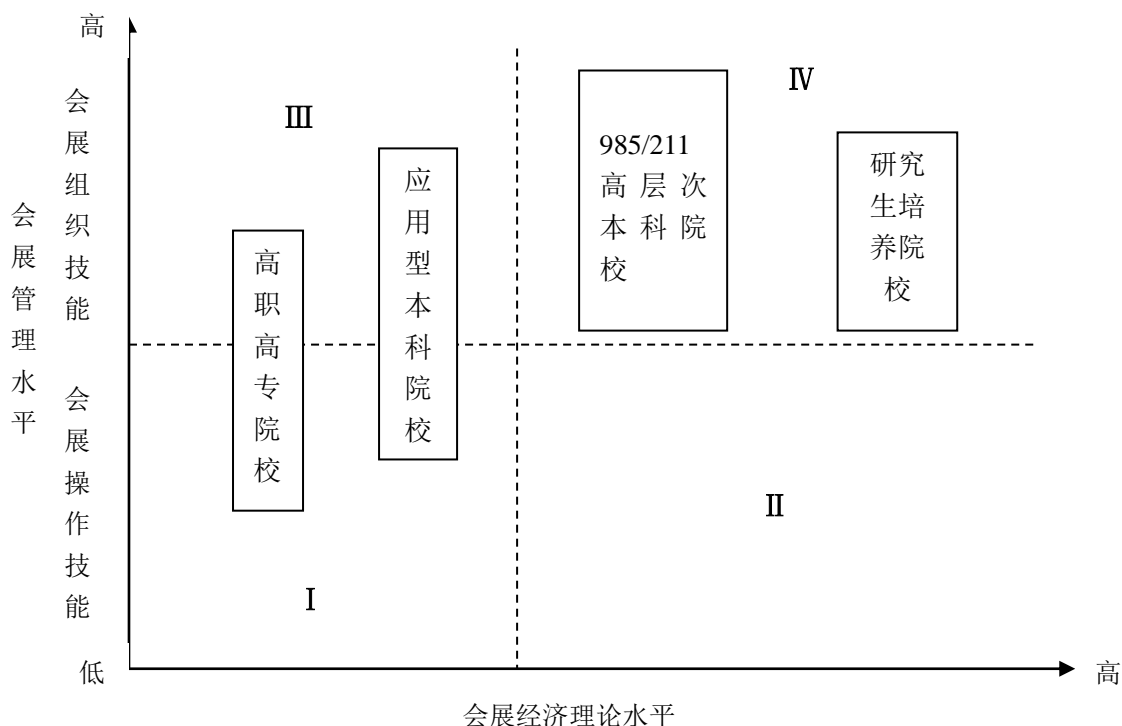 高
会展管理水平
会展组织技能
会展操作技能
Ⅲ
Ⅳ
高职高专院校
应用型本科院校
985/211
高层次
本科院
校
研究
生培
养院
校
Ⅰ
Ⅱ
低
高
会展经济理论水平